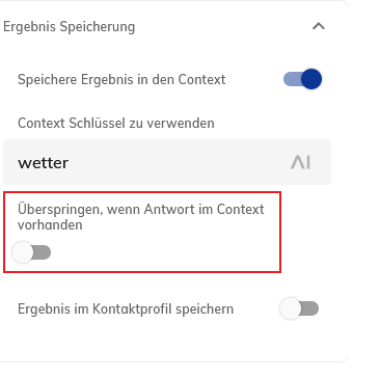 Ergebnis Speicherung
Speichere Ergebnis in den Context
Context Schlüssel zu verwenden
wetter
AI
Überspringen, wenn Antwort im Context
vorhanden
Ergebnis im Kontaktprofil speichern